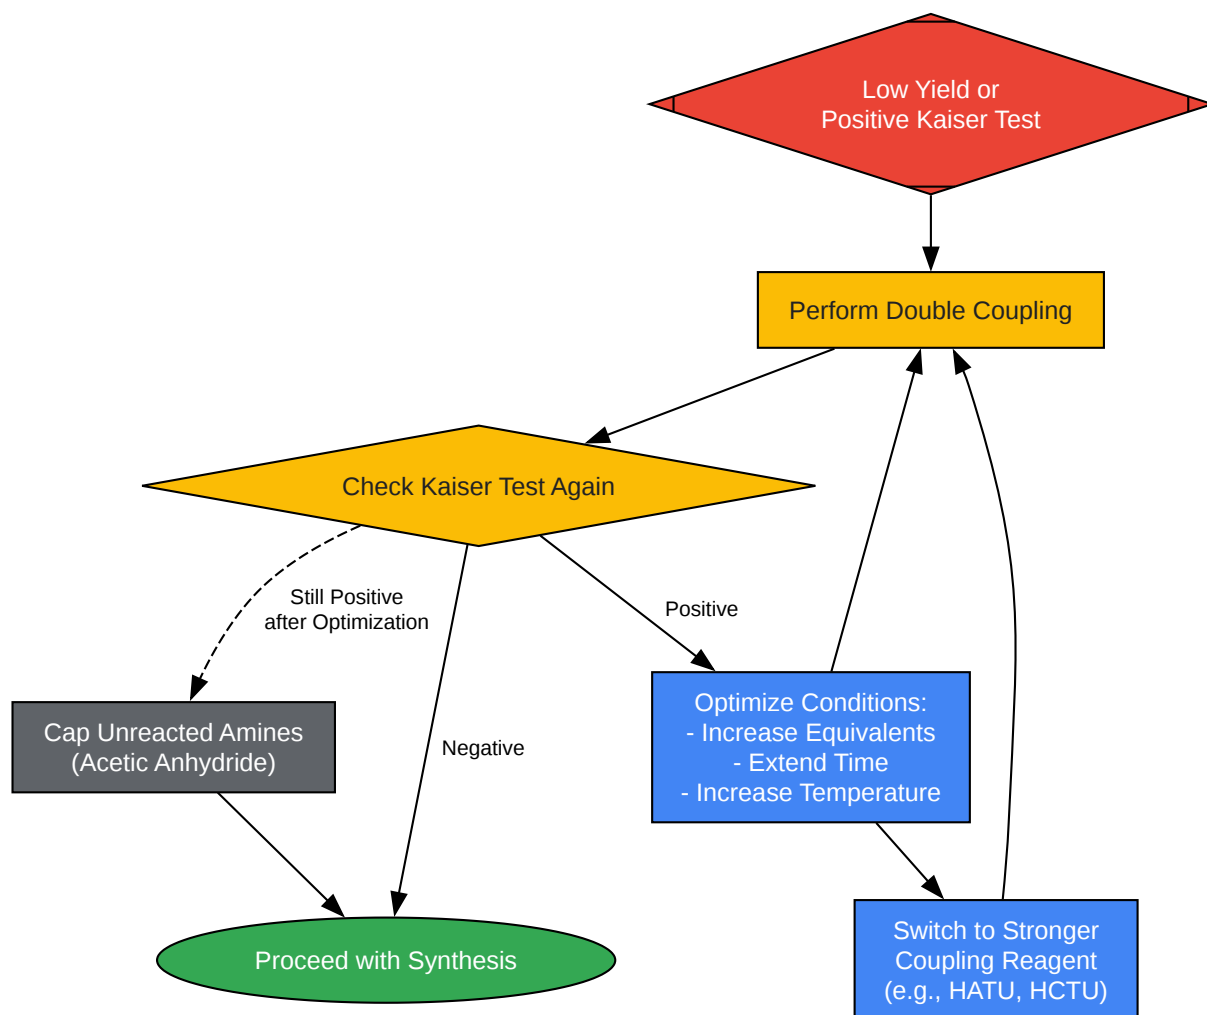 Low Yield or
Positive Kaiser Test
Perform Double Coupling
Check Kaiser Test Again
Still Positive
after Optimization
Positive
Negative
Cap Unreacted Amines
(Acetic Anhydride)
Optimize Conditions:
- Increase Equivalents
- Extend Time
- Increase Temperature
Proceed with Synthesis
Switch to Stronger
Coupling Reagent
(e.g., HATU, HCTU)